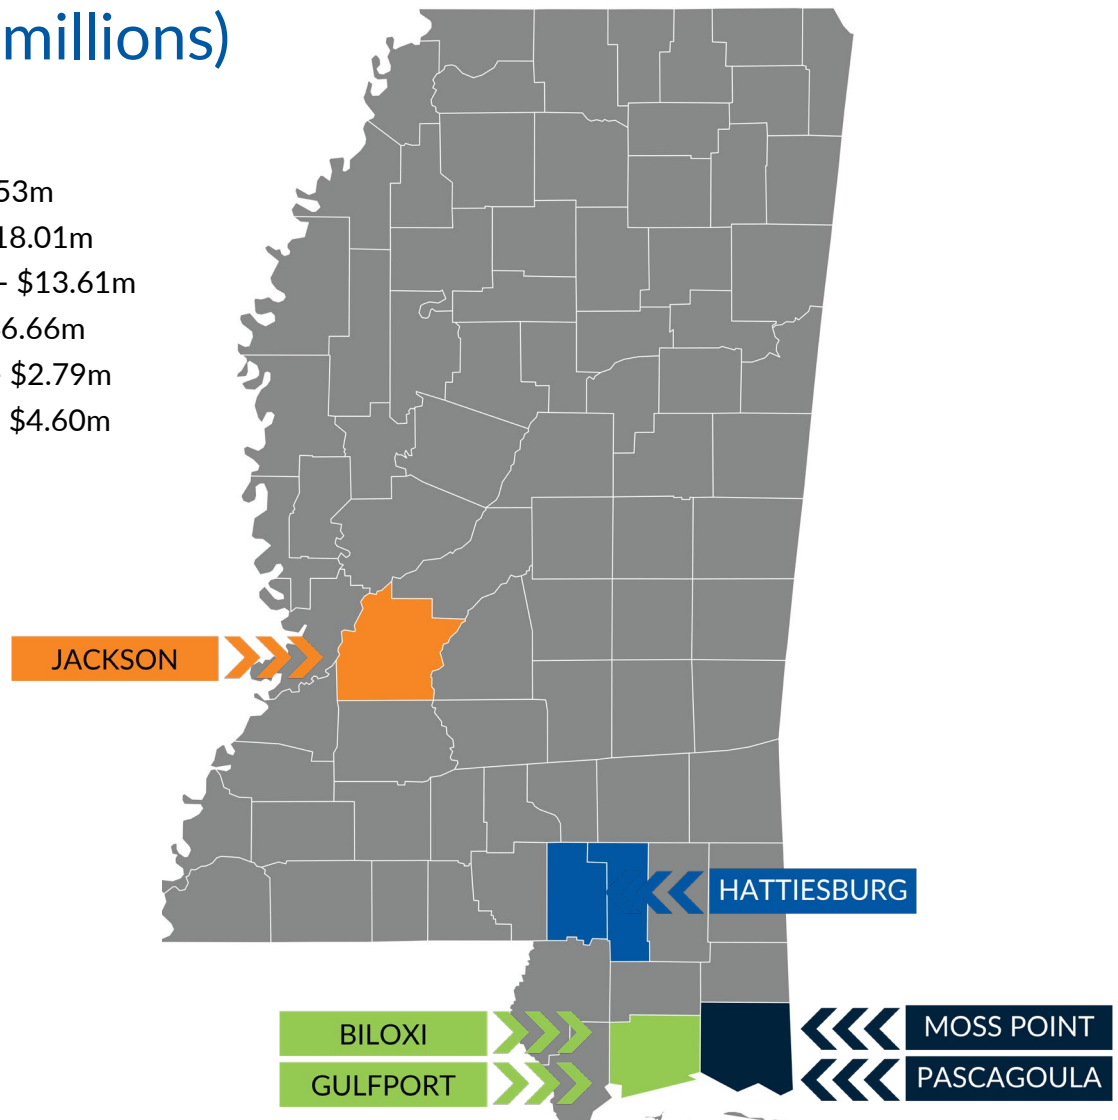 millions)
53m
18.01m
- $13.61m
6.66m
$2.79m
$4.60m
JACKSON
HATTIESBURG
BILOXI
MOSS POINT
GULFPORT
PASCAGOULA